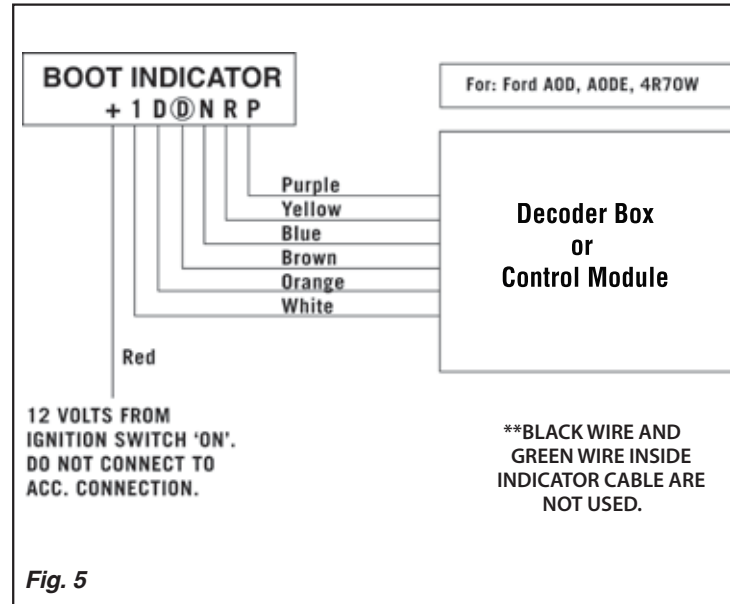 BOOT INDICATOR
+ 1 D Ⓓ N R P
For: Ford AOD, AODE, 4R70W
Purple
Yellow
Blue
Brown
Orange
White
Decoder Box
or
Control Module
Red
12 VOLTS FROM
IGNITION SWITCH ‘ON’.
DO NOT CONNECT TO
ACC. CONNECTION.
**BLACK WIRE AND
GREEN WIRE INSIDE
INDICATOR CABLE ARE
NOT USED.
Fig. 5